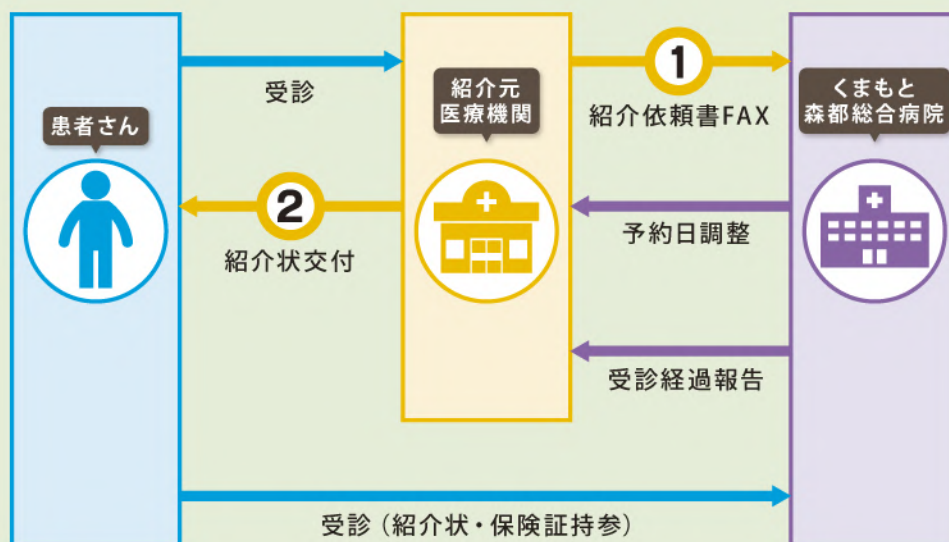 患者さん
受診
紹介元
医療機関
1
紹介依頼書FAX
くまもと
森都総合病院
2
紹介状交付
予約日調整
受診経過報告
受診（紹介状・保険証持参）